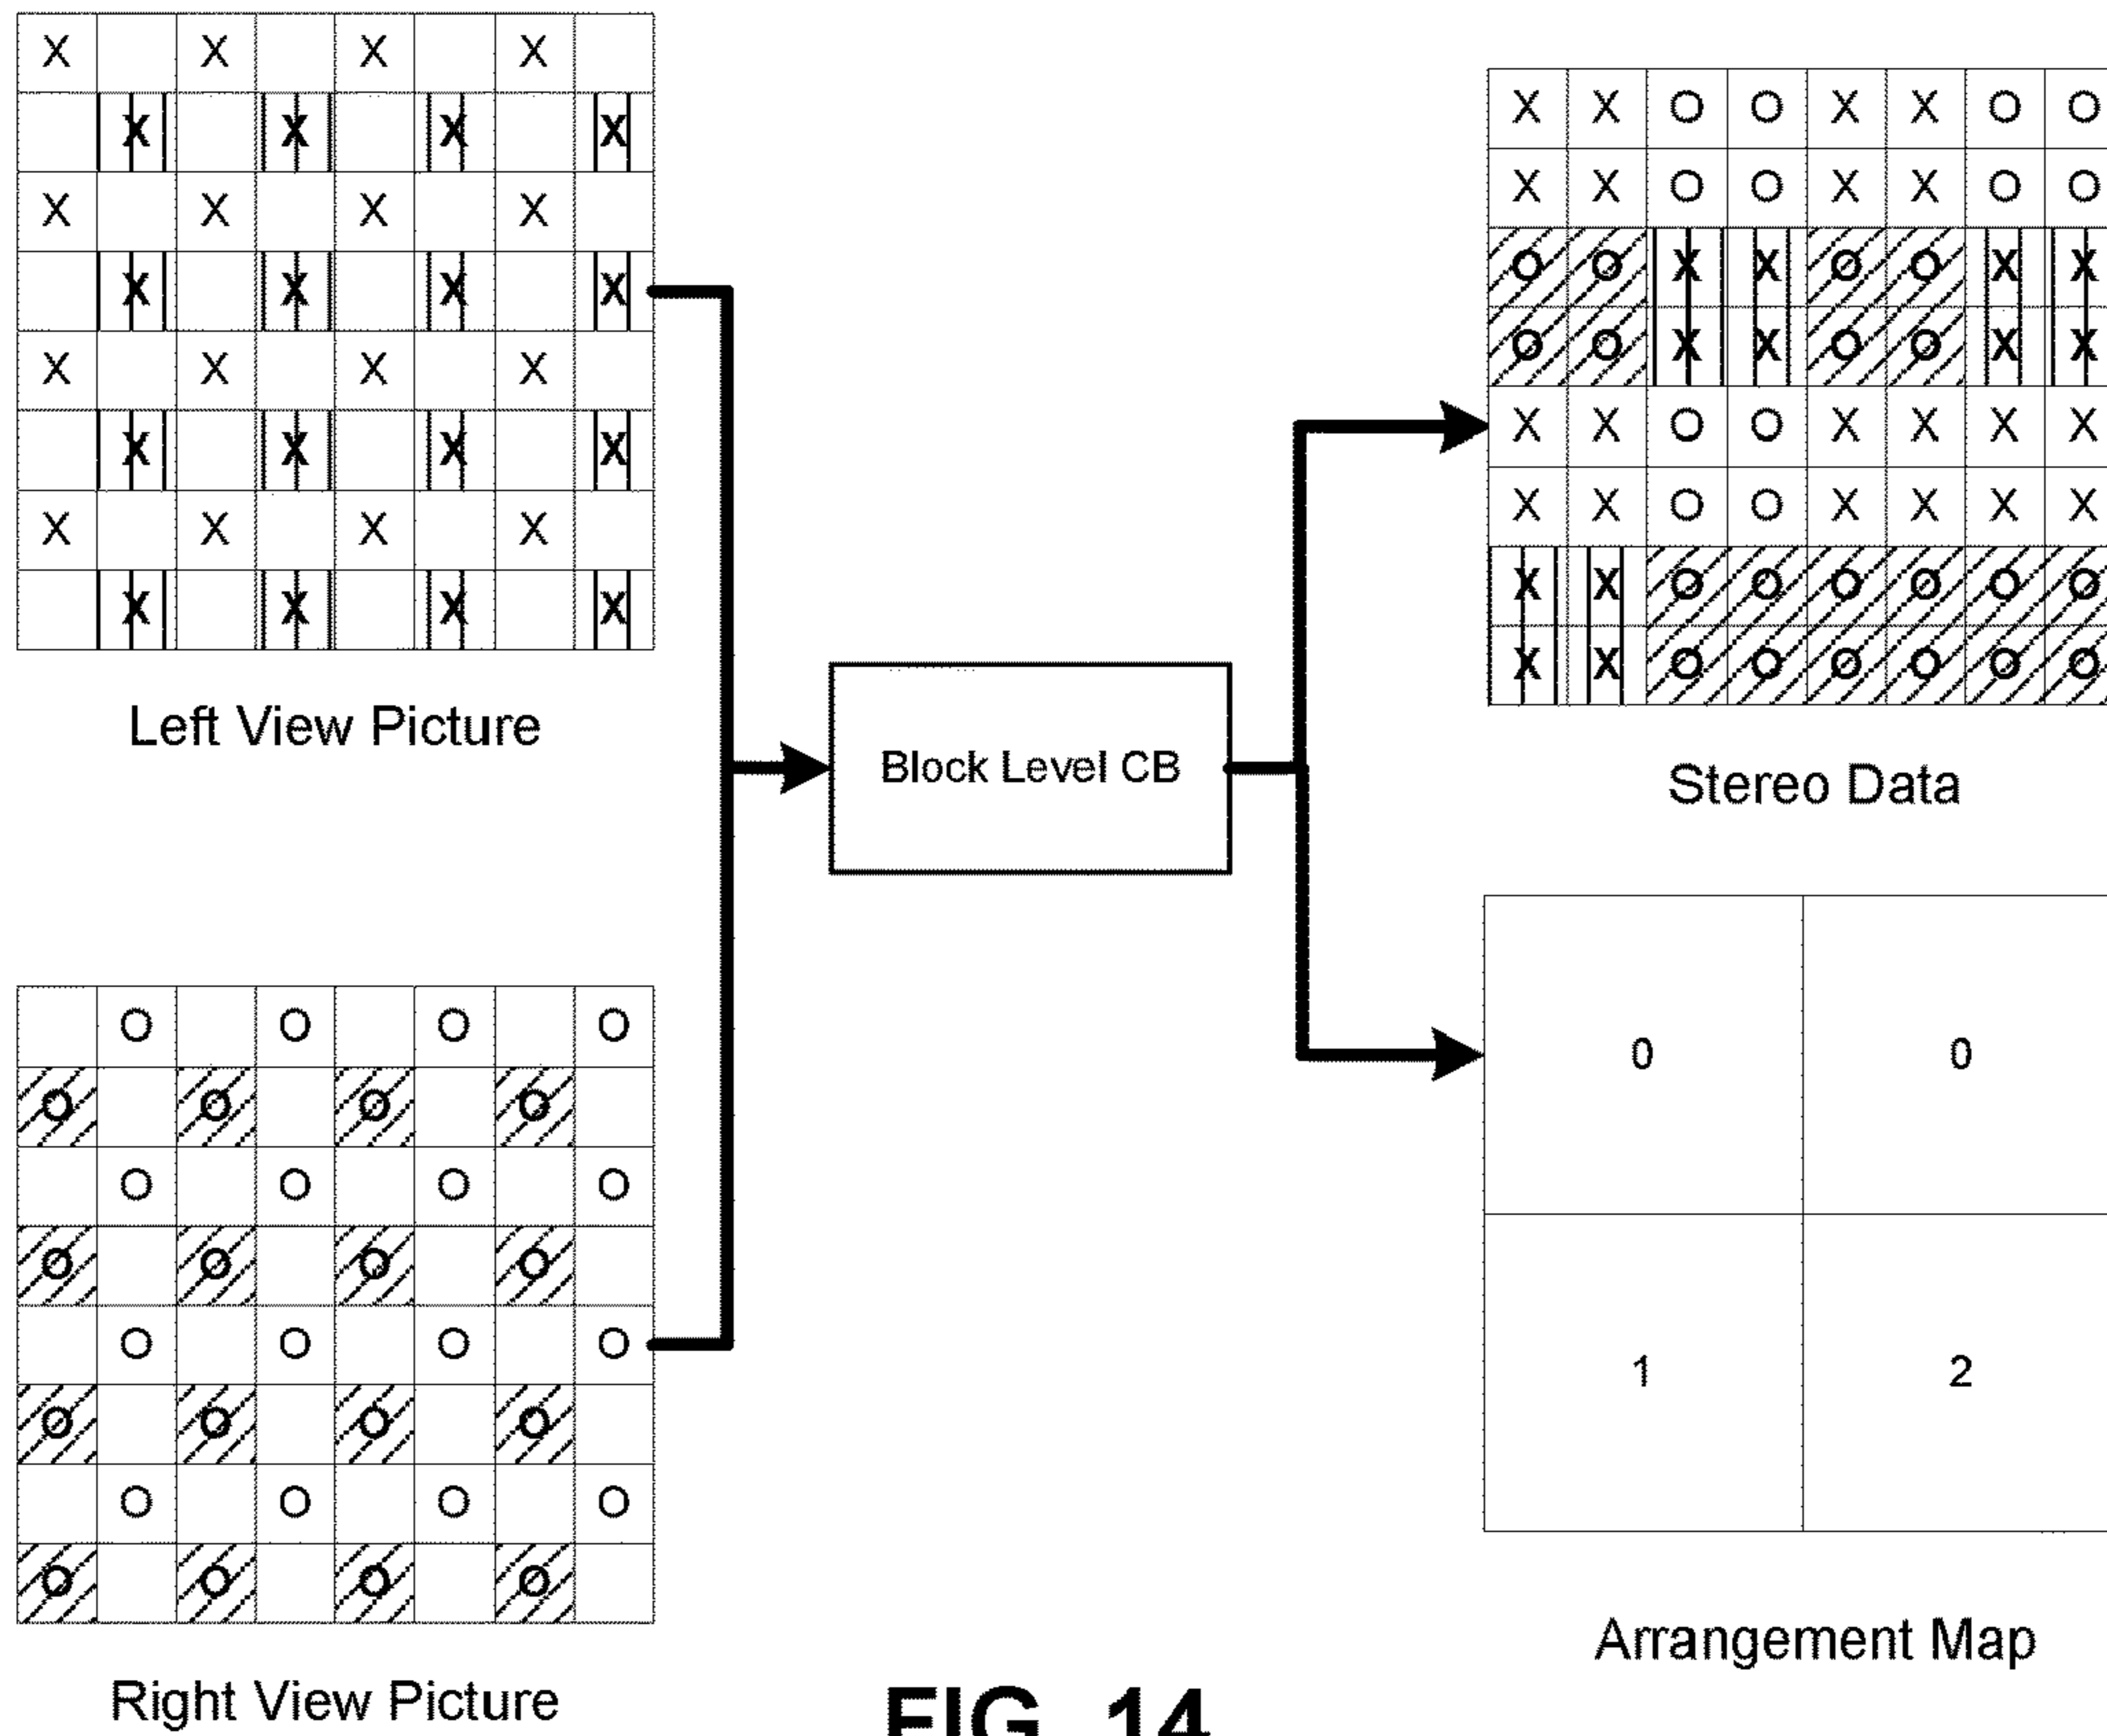 X X X X
X X X X
X X X X
X X X X
X X X X
X X X X
X X X X
X X X X
Left View Picture
O O O O
O O O O
O O O O
O O O O
O O O O
O O O O
O O O O
O O O O
Right View Picture
Block Level CB
X X O O X X O O
X X O O X X O O
O O X X O O X X
O O X X O O X X
X X O O X X X X
X X O O X X X X
X X O O O O O O
X X O O O O O O
Stereo Data
0 0
1 2
Arrangement Map
FIG. 14